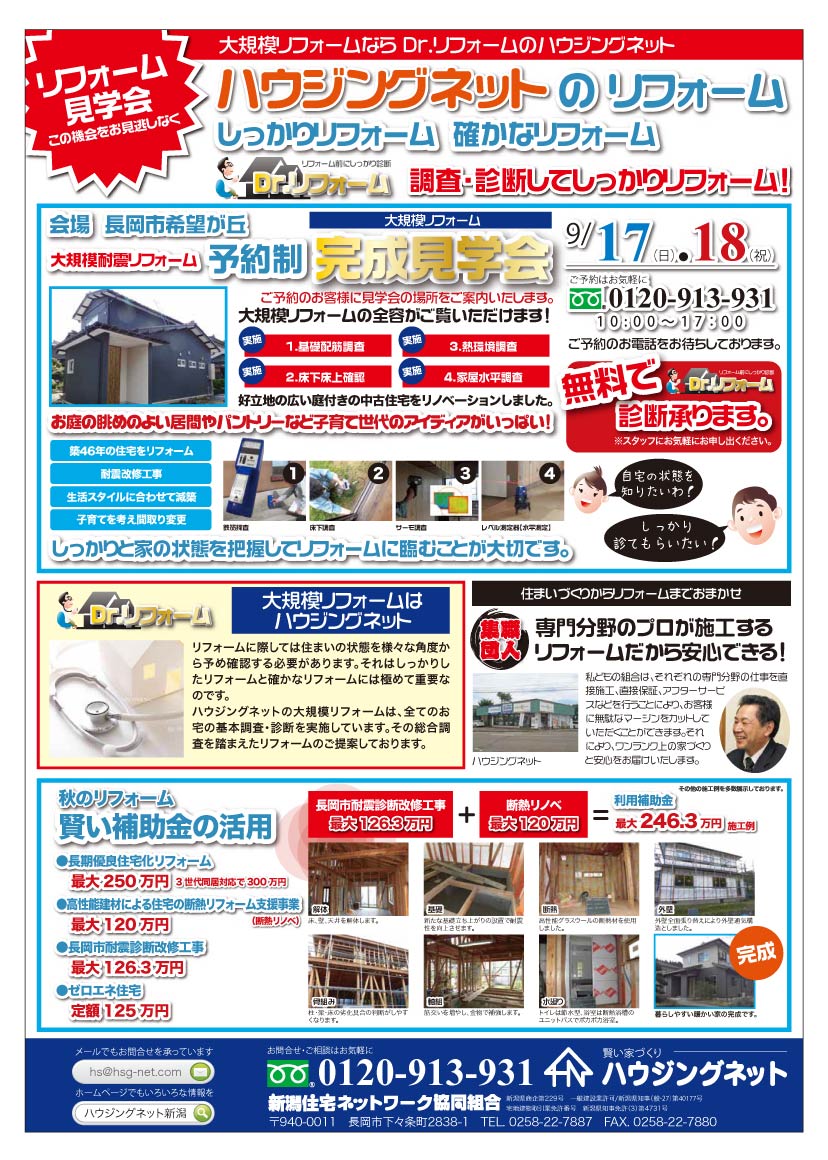 リフォーム
見学会
この機会をお見逃しなく
大規模リフォームなら Dr.リフォームのハウジングネット
ハウジングネット の リフォーム
しっかりリフォーム 確かなリフォーム
リフォーム前にしっかり診断
Dr.リフォーム
調査・診断してしっかりリフォーム!
会場 長岡市希望が丘
大規模耐震リフォーム
予約制
大規模リフォーム
完成見学会
9/17(日)・18(祝)
ご予約はお気軽に
0120-913-931
10:00～17:00
ご予約のお電話をお待ちしております。
ご予約のお客様に見学会の場所をご案内いたします。
大規模リフォームの全容がご覧いただけます!
実施 1.基礎配筋調査
実施 3.熱環境調査
実施 2.床下床上確認
実施 4.家屋水平調査
好立地の広い庭付きの中古住宅をリノベーションしました。
お庭の眺めのよい居間やパントリーなど子育て世代のアイディアがいっぱい!
無料で
リフォーム前にしっかり診断
Dr.リフォーム
診断承ります。
※スタッフにお気軽にお申し出ください。
築46年の住宅をリフォーム
耐震改修工事
生活スタイルに合わせて減築
子育てを考え間取り変更
1
2
3
4
鉄筋探査
床下調査
サーモ調査
レベル測定器【水平測定】
自宅の状態を
知りたいわ!
しっかり
診てもらいたい!
しっかりと家の状態を把握してリフォームに臨むことが大切です。
Dr.リフォーム
大規模リフォームは
ハウジングネット
リフォームに際しては住まいの状態を様々な角度か
ら予め確認する必要があります。それはしっかりし
たリフォームと確かなリフォームには極めて重要な
のです。
ハウジングネットの大規模リフォームは、全てのお
宅の基本調査・診断を実施しています。その総合調
査を踏まえたリフォームのご提案しております。
住まいづくりからリフォームまでおまかせ
職人
集団
専門分野のプロが施工する
リフォームだから安心できる!
私どもの組合は、それぞれの専門分野の仕事を直
接施工、直接保証、アフターサービ
スなどを行うことにより、お客様
に無駄なマージンをカットして
いただくことができます。それ
により、ワンランク上の家づくり
と安心をお届けいたします。
ハウジングネット
秋のリフォーム
賢い補助金の活用
●長期優良住宅化リフォーム
最大・250万円 3世代同居対応で300万円
●高性能建材による住宅の断熱リフォーム支援事業
最大・120万円 (断熱リノベ)
●長岡市耐震診断改修工事
最大・126.3万円
●ゼロエネ住宅
定額 125万円
その他の施工例を多数展示しております。
長岡市耐震診断改修工事
最大 126.3万円
+
断熱リノベ
最大 120万円
=
利用補助金
最大 246.3万円 施工例
解体
床、壁、天井を解体します。
基礎
新たな基礎立ち上がりの設置で耐震
性を向上させます。
断熱
高性能グラスウールの断熱材を使用
しました。
外壁
外壁全面張り替えにより外壁通気構
造としました。
骨組み
柱・梁・床の劣化具合の判断がしやす
くなります。
軸組
筋交いを増やし、金物で補強します。
水廻り
トイレは節水型、浴室は断熱浴槽の
ユニットバスでポカポカ浴室。
完成
暮らしやすい暖かい家の完成です。
メールでもお問合せを承っています
hs@hsg-net.com
ホームページでもいろいろな情報を
ハウジングネット新潟
お問合せ・ご相談はお気軽に
0120-913-931
賢い家づくり
ハウジングネット
新潟住宅ネットワーク協同組合
新潟県商企第229号 一般建設業許可/新潟県知事(般-27)第40177号
宅地建物取引業免許番号 新潟県知事免許(3)第4731号
〒940-0011 長岡市下々条町2838-1 TEL. 0258-22-7887 FAX. 0258-22-7880